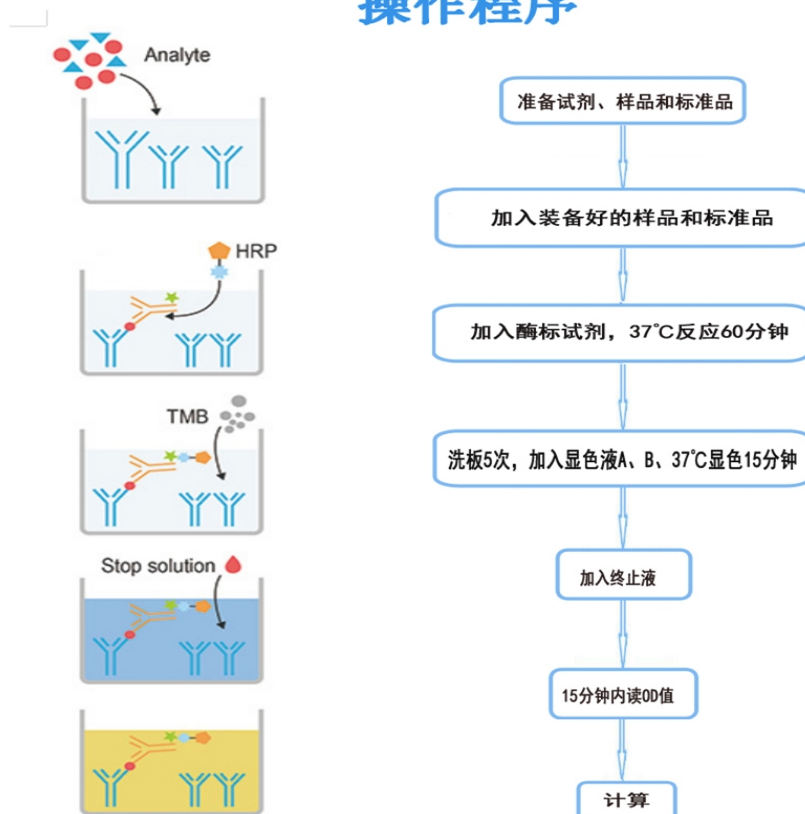 操作程序
Analyte
准备试剂、样品和标准品
加入装备好的样品和标准品
HRP
加入酶标试剂，37℃反应60分钟
TMB
洗板5次，加入显色液A、B、37℃显色15分钟
Stop solution
加入终止液
15分钟内读OD值
计算